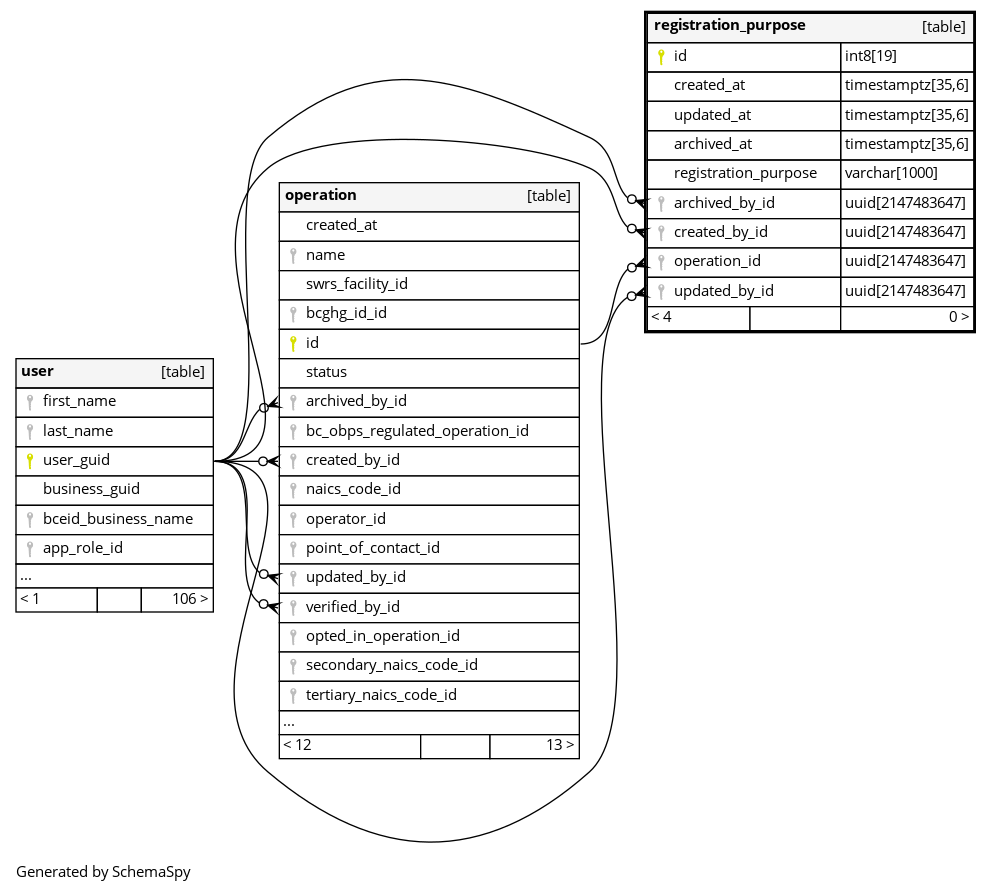 registration_purpose [table]
id int8[19]
created_at timestamptz[35,6]
updated_at timestamptz[35,6]
archived_at timestamptz[35,6]
registration_purpose varchar[1000]
archived_by_id uuid[2147483647]
created_by_id uuid[2147483647]
operation_id uuid[2147483647]
updated_by_id uuid[2147483647]
< 4 0 >
operation [table]
created_at
name
swrs_facility_id
bcghg_id_id
id
status
archived_by_id
bc_obps_regulated_operation_id
created_by_id
naics_code_id
operator_id
point_of_contact_id
updated_by_id
verified_by_id
opted_in_operation_id
secondary_naics_code_id
tertiary_naics_code_id
...
< 12 13 >
user [table]
first_name
last_name
user_guid
business_guid
bceid_business_name
app_role_id
...
< 1 106 >
Generated by SchemaSpy